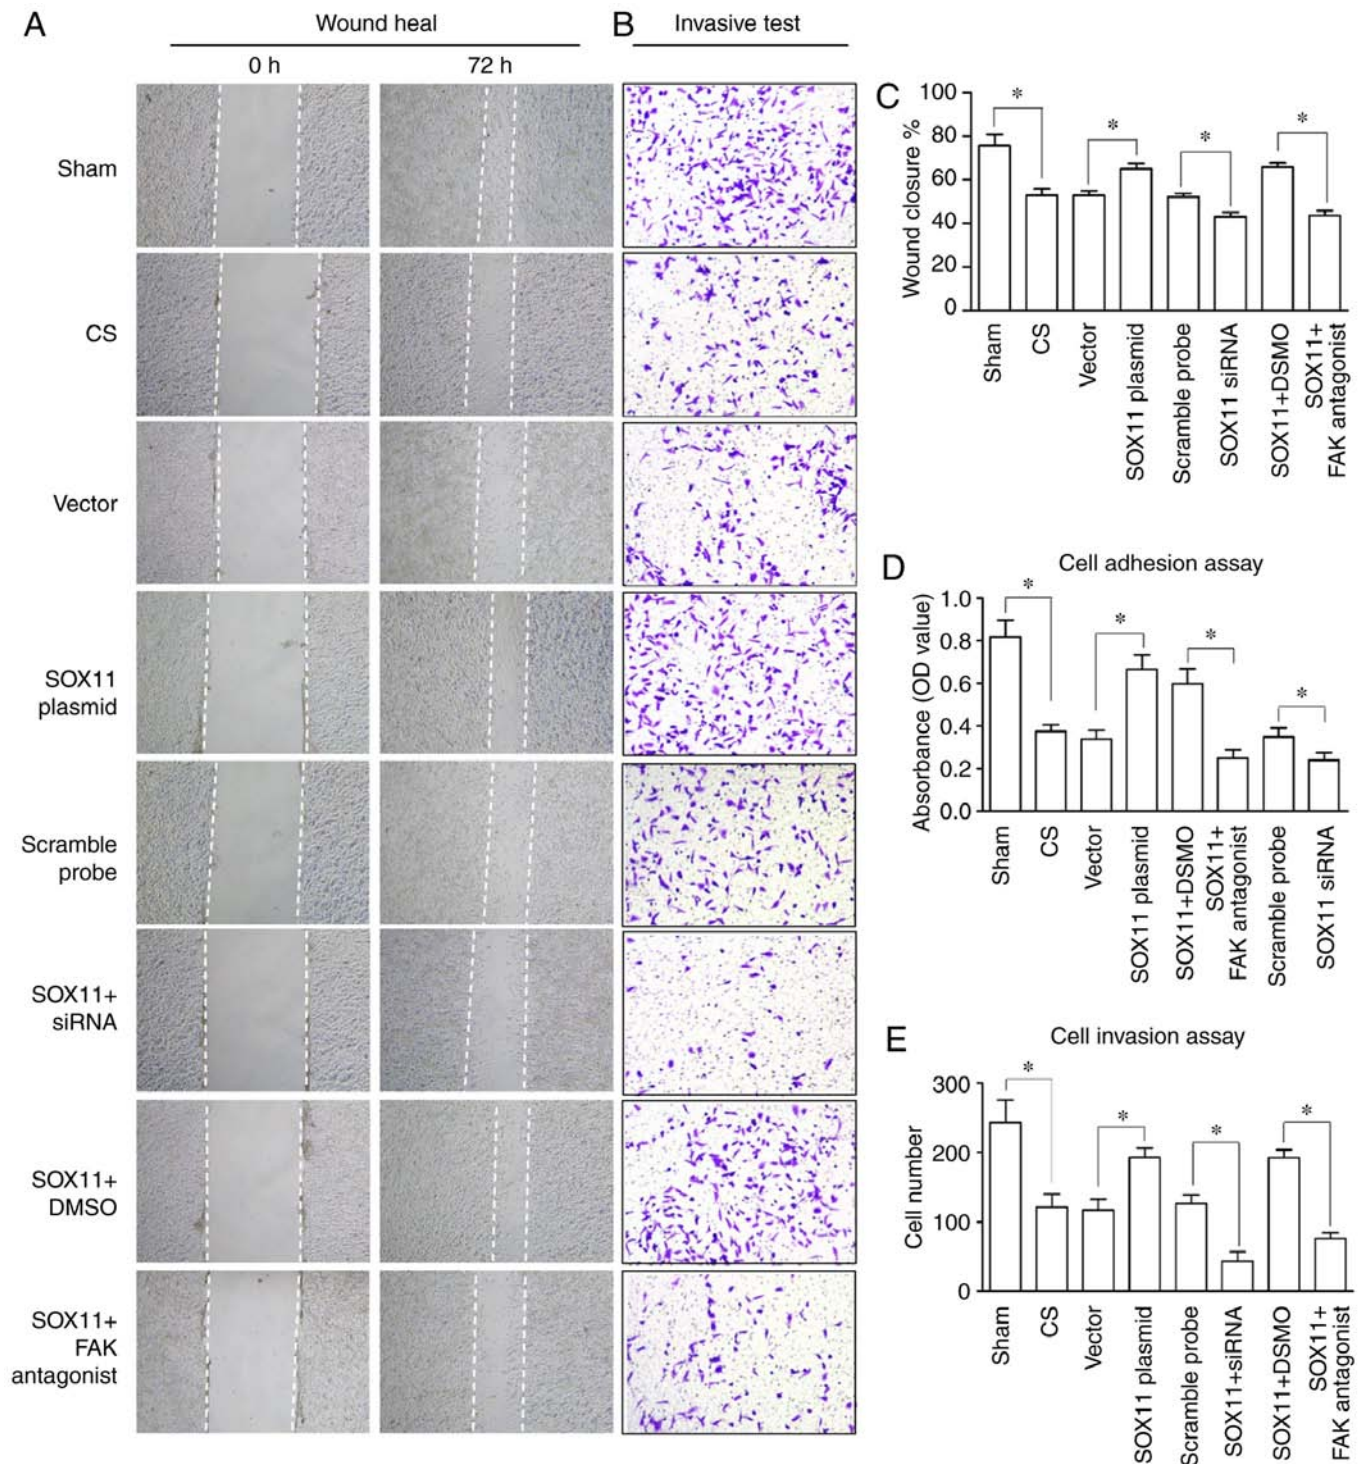 A
Wound heal
0 h
72 h
Sham
CS
Vector
SOX11
plasmid
Scramble
probe
SOX11+
siRNA
SOX11+
DMSO
SOX11+
FAK
antagonist
B
Invasive test
C
Wound closure %
100
80
60
40
20
0
*
*
*
*
Sham
CS
Vector
SOX11 plasmid
Scramble probe
SOX11 siRNA
SOX11+DSMO
SOX11+
FAK antagonist
D
Cell adhesion assay
Absorbance (OD value)
1.0
0.8
0.6
0.4
0.2
0.0
*
*
*
*
Sham
CS
Vector
SOX11 plasmid
SOX11+DSMO
SOX11+
FAK antagonist
Scramble probe
SOX11 siRNA
E
Cell invasion assay
Cell number
300
200
100
0
*
*
*
*
Sham
CS
Vector
SOX11 plasmid
Scramble probe
SOX11+siRNA
SOX11+DSMO
SOX11+
FAK antagonist